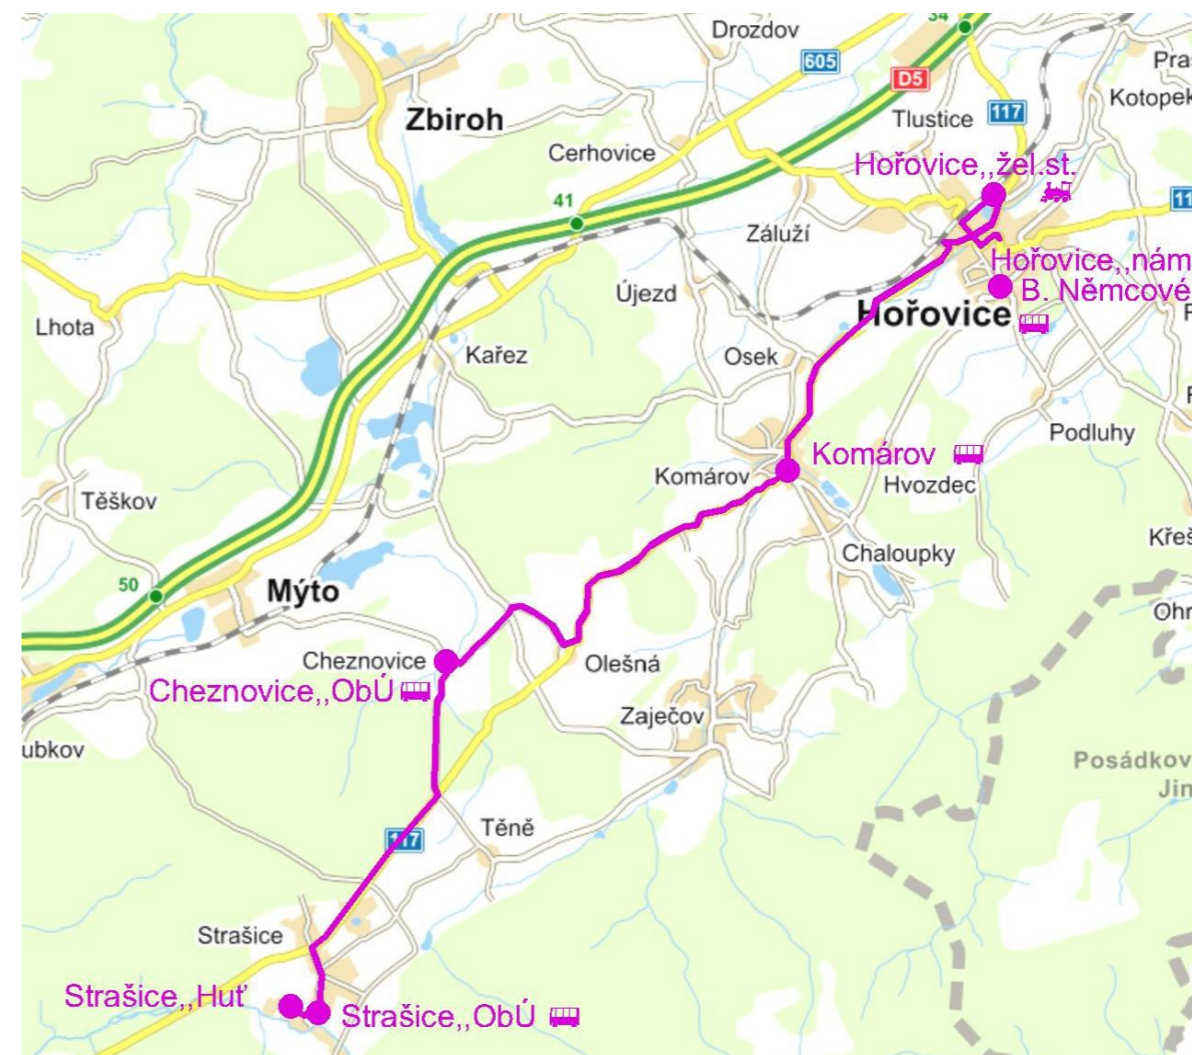 34
Drozdov
605
Pra
D5
Kotopek
Zbiroh
Tlustice
117
Cerhovice
Hořovice,,žel.st.
41
11
Záluží
Hořovice,,nám
Újezd
B. Němcové
Hořovice
Lhota
Kařez
Osek
Podluhy
Komárov
Komárov
Hvozdec
Těškov
Křeš
Chaloupky
50
Mýto
Ohr
Cheznovice
Olešná
Cheznovice,,ObÚ
Zaječov
ubkov
Posádkov
Jin
Těně
117
Strašice
Strašice,,Huť
Strašice,,ObÚ